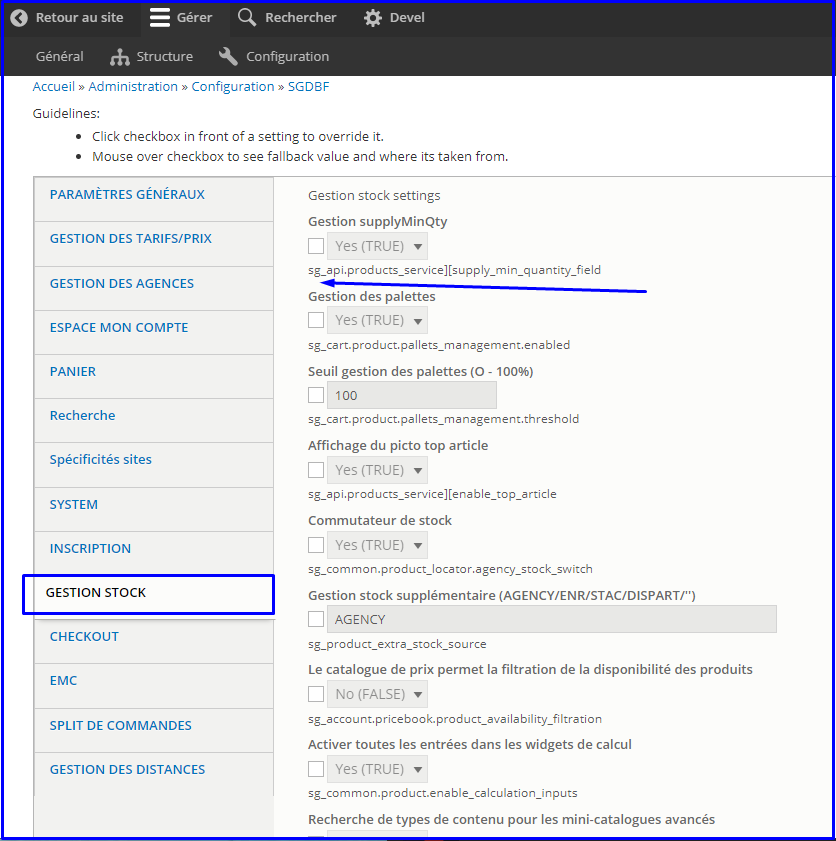 Retour au site Gérer Rechercher Devel
Général Structure Configuration
Accueil » Administration » Configuration » SGDBF
Guidelines:
• Click checkbox in front of a setting to override it.
• Mouse over checkbox to see fallback value and where its taken from.
PARAMÈTRES GÉNÉRAUX
GESTION DES TARIFS/PRIX
GESTION DES AGENCES
ESPACE MON COMPTE
PANIER
Recherche
Spécificités sites
SYSTEM
INSCRIPTION
GESTION STOCK
CHECKOUT
EMC
SPLIT DE COMMANDES
GESTION DES DISTANCES
Gestion stock settings
Gestion supplyMinQty
Yes (TRUE)
sg_api.products_service][supply_min_quantity_field
Gestion des palettes
Yes (TRUE)
sg_cart.product.pallets_management.enabled
Seuil gestion des palettes (O - 100%)
100
sg_cart.product.pallets_management.threshold
Affichage du picto top article
Yes (TRUE)
sg_api.products_service][enable_top_article
Commutateur de stock
Yes (TRUE)
sg_common.product_locator.agency_stock_switch
Gestion stock supplémentaire (AGENCY/ENR/STAC/DISPART/'')
AGENCY
sg_product_extra_stock_source
Le catalogue de prix permet la filtration de la disponibilité des produits
No (FALSE)
sg_account.pricebook.product_availability_filtration
Activer toutes les entrées dans les widgets de calcul
Yes (TRUE)
sg_common.product.enable_calculation_inputs
Recherche de types de contenu pour les mini-catalogues avancés